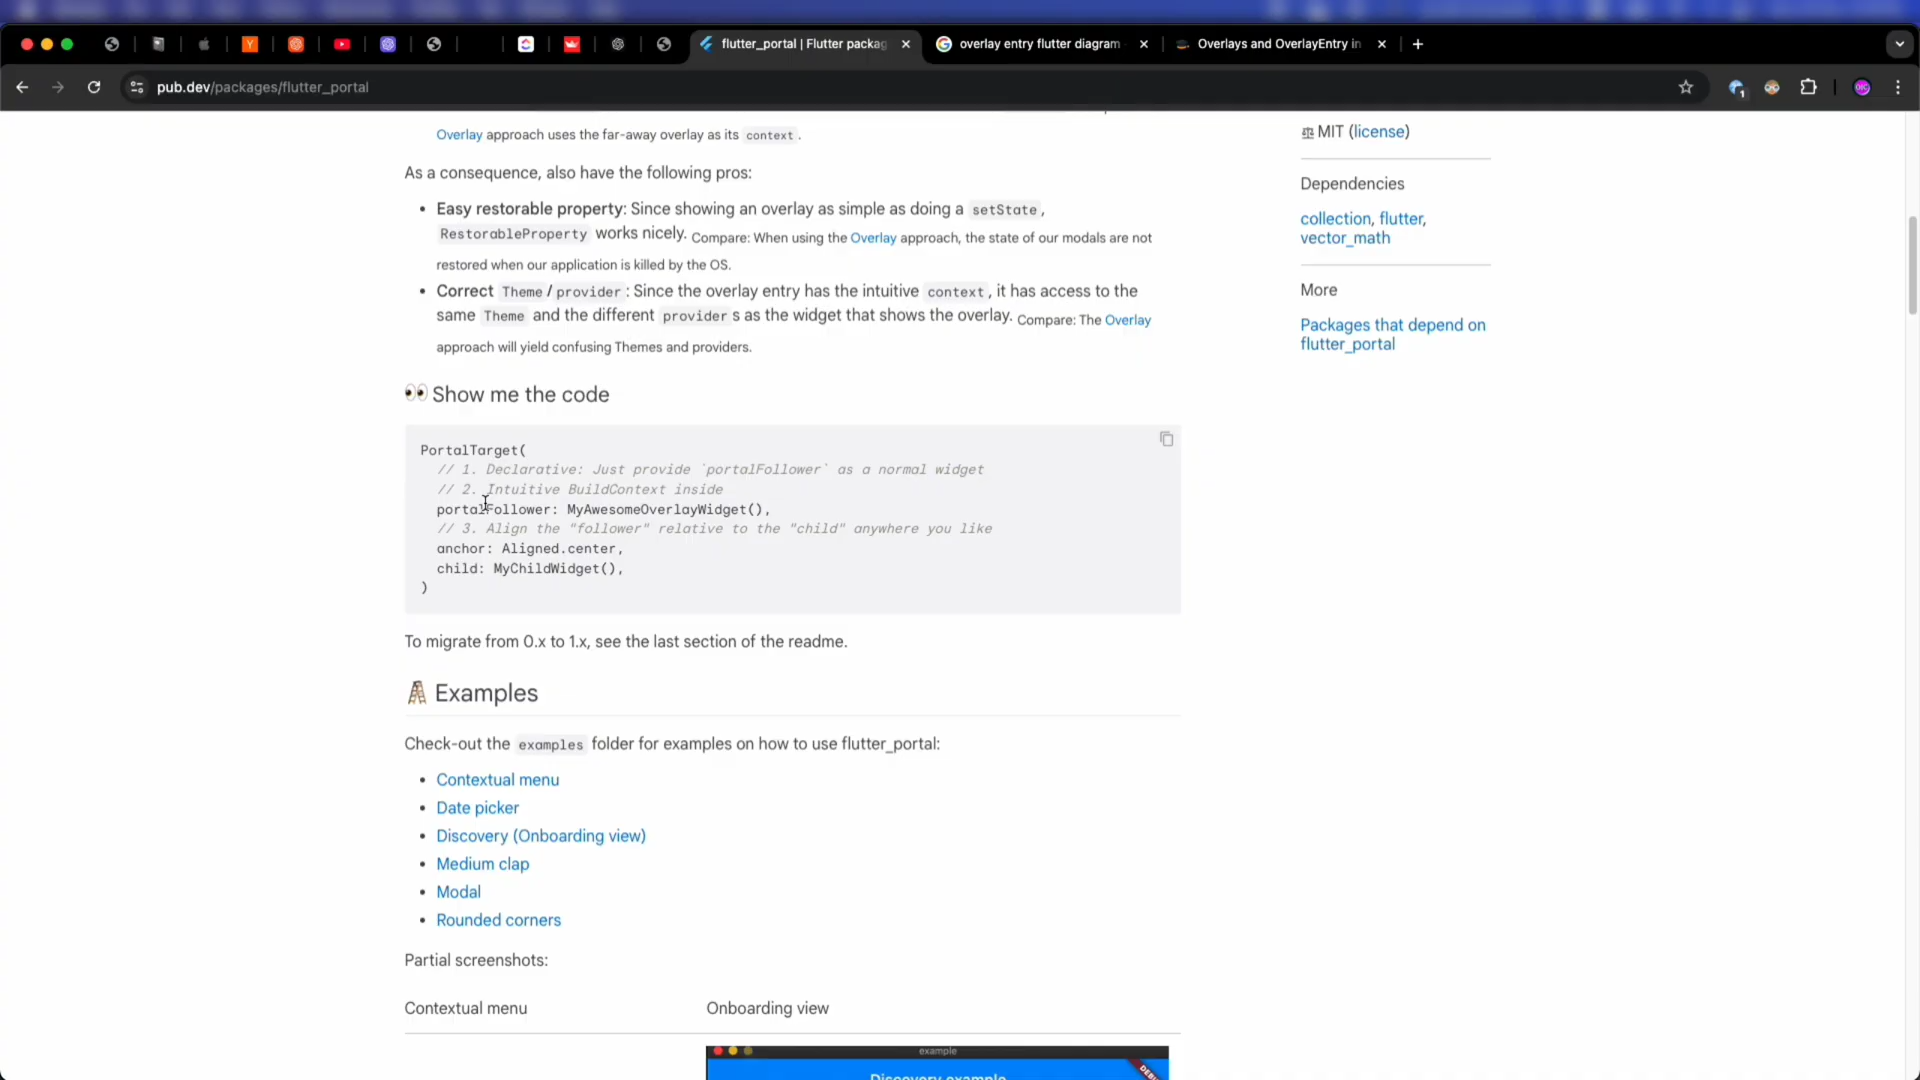 flutter_portal | Flutter packag
overlay entry flutter diagram
Overlays and OverlayEntry in
pub.dev/packages/flutter_portal
Overlay approach uses the far-away overlay as its context .
As a consequence, also have the following pros:
• Easy restorable property: Since showing an overlay as simple as doing a setState,
RestorableProperty works nicely. Compare: When using the Overlay approach, the state of our modals are not
restored when our application is killed by the OS.
• Correct Theme / provider : Since the overlay entry has the intuitive context , it has access to the
same Theme and the different provider s as the widget that shows the overlay. Compare: The Overlay
approach will yield confusing Themes and providers.
👀 Show me the code
PortalTarget(
// 1. Declarative: Just provide `portalFollower` as a normal widget
// 2. Intuitive BuildContext inside
portalFollower: MyAwesomeOverlayWidget(),
// 3. Align the "follower" relative to the "child" anywhere you like
anchor: Aligned.center,
child: MyChildWidget(),
)
To migrate from 0.x to 1.x, see the last section of the readme.
🪜 Examples
Check-out the examples folder for examples on how to use flutter_portal:
• Contextual menu
• Date picker
• Discovery (Onboarding view)
• Medium clap
• Modal
• Rounded corners
Partial screenshots:
Contextual menu Onboarding view
example
Discovery example
MIT (license)
Dependencies
collection, flutter,
vector_math
More
Packages that depend on
flutter_portal